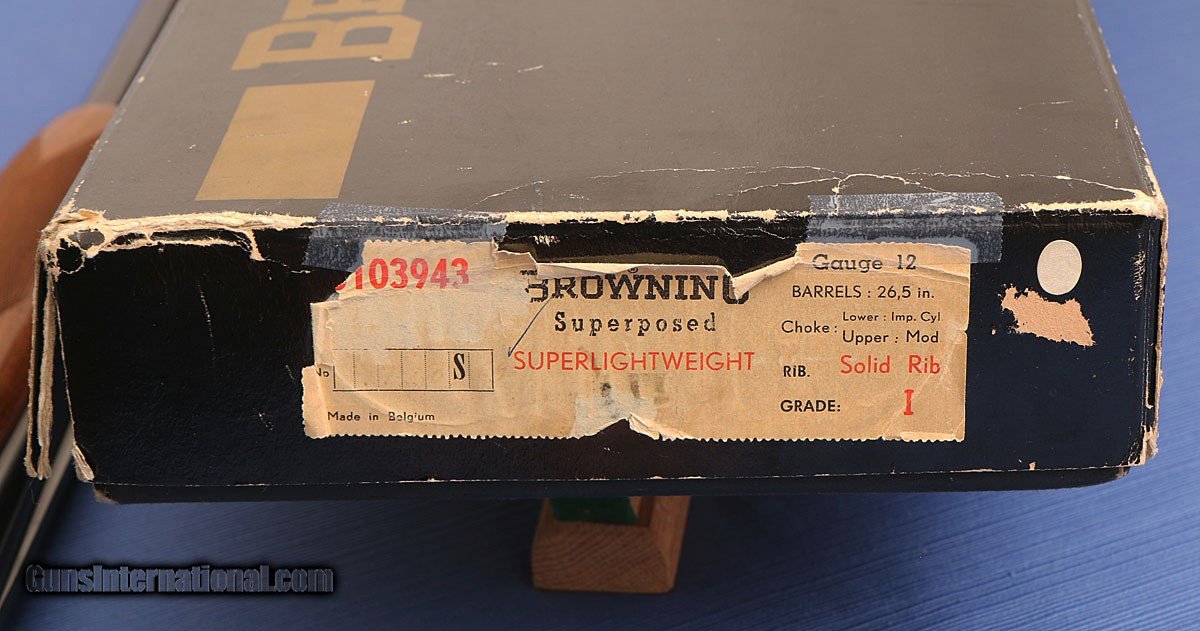 BR
103943
BROWNING
Superposed
SUPERLIGHTWEIGHT
No
S
Made in Belgium
Gauge 12
BARRELS : 26,5 in.
Choke: Lower : Imp. Cyl
Upper : Mod
RIB. Solid Rib
GRADE: I
GunsInternational.com